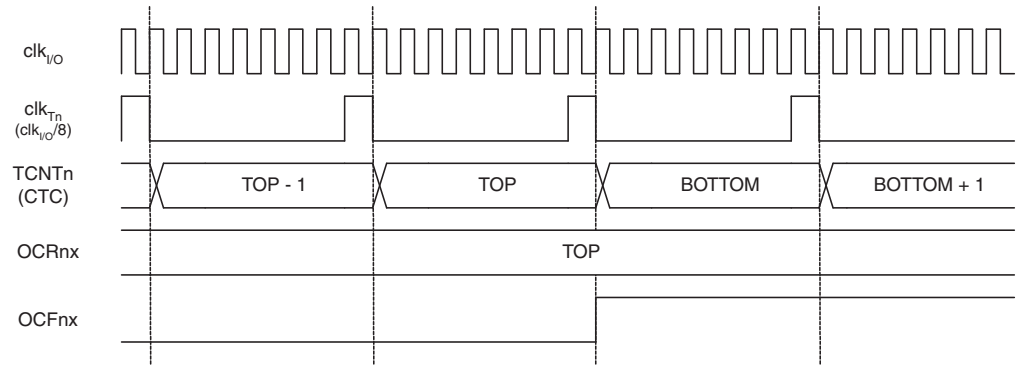 clkI/O
clkTn
(clkI/O/8)
TCNTn
(CTC)
TOP - 1
TOP
BOTTOM
BOTTOM + 1
OCRnx
TOP
OCFnx